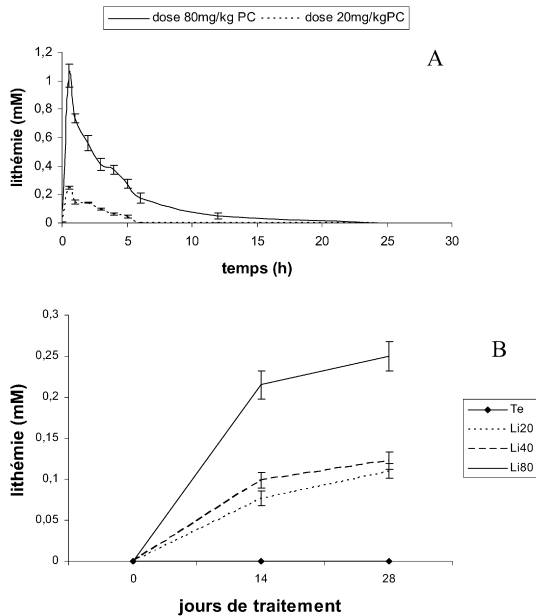 dose 80mg/kg PC dose 20mg/kgPC
A
lithémie (mM)
1,2
1
0,8
0,6
0,4
0,2
0
0 5 10 15 20 25 30
temps (h)
B
lithémie (mM)
0,3
0,25
0,2
0,15
0,1
0,05
0
0 14 28
jours de traitement
Te
Li20
Li40
Li80